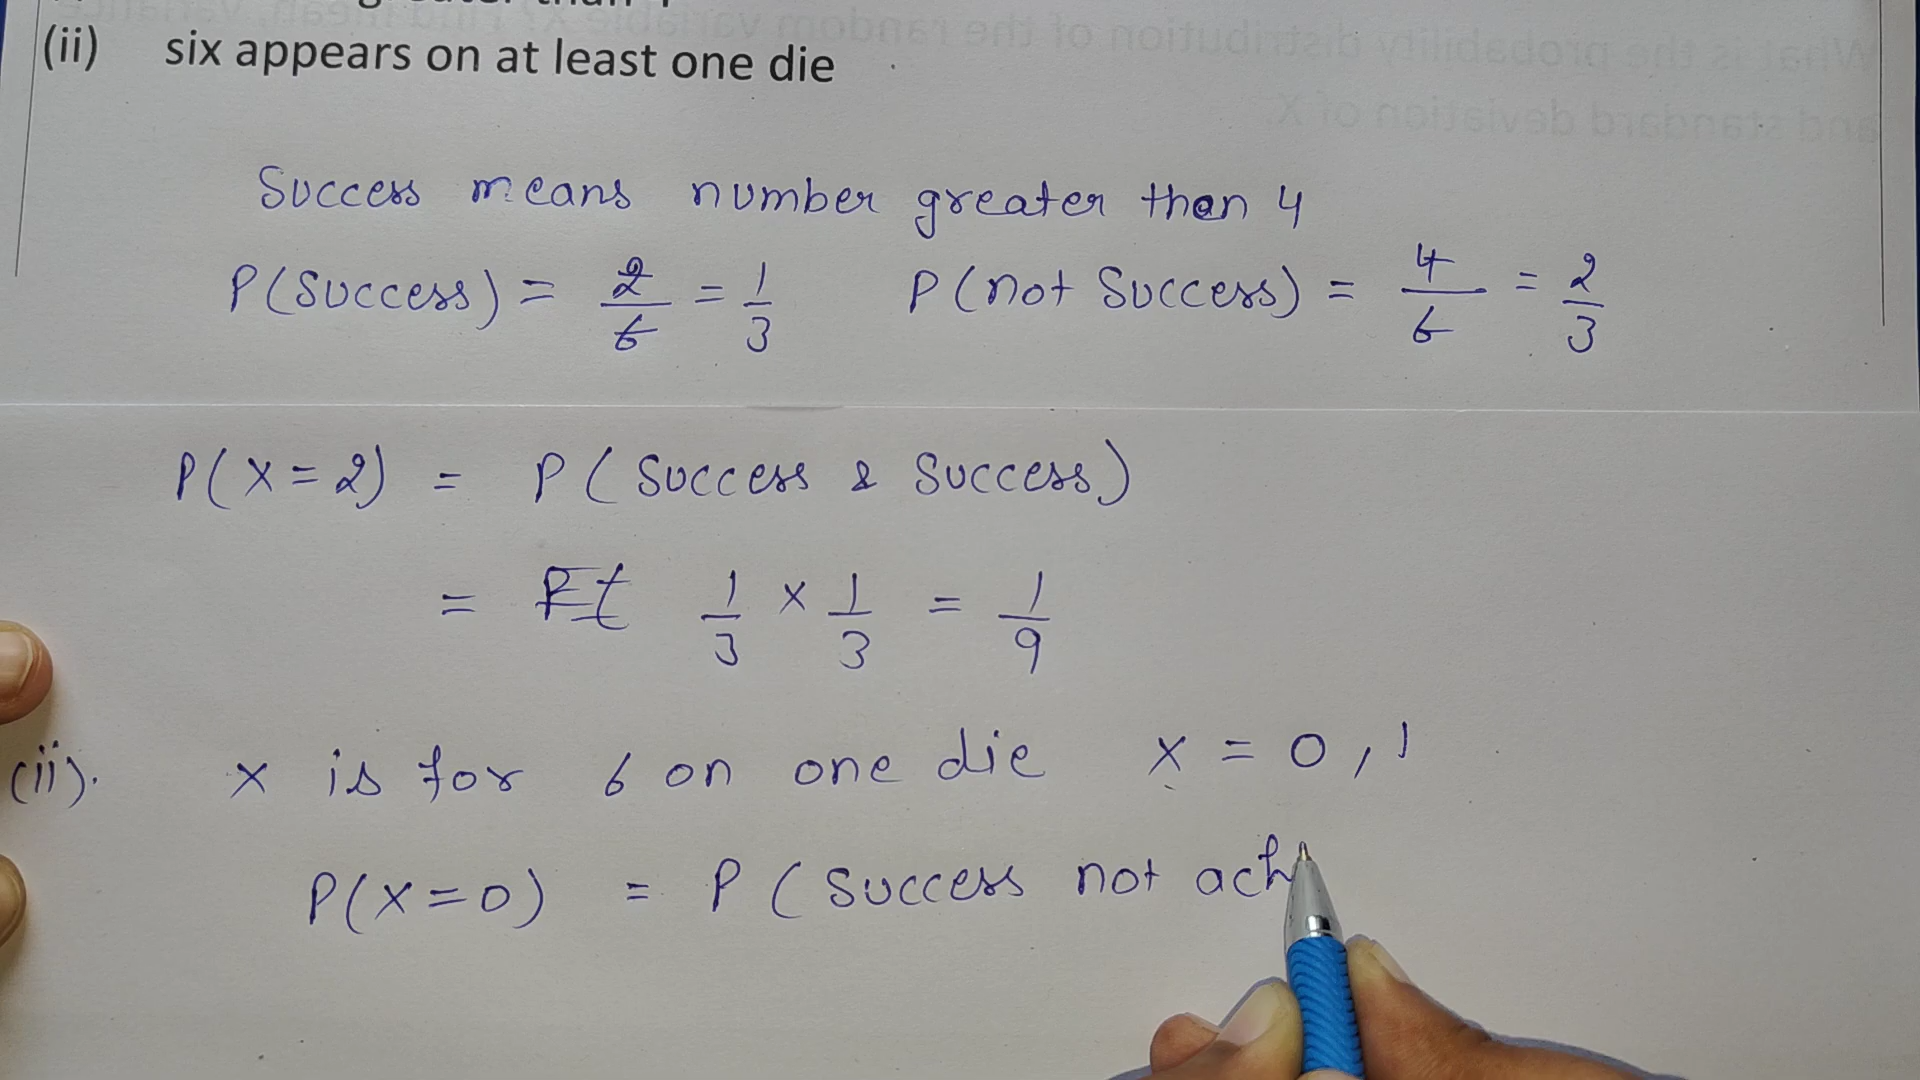 (ii) six appears on at least one die
Success means number greater than 4
P(Success) = 2/6 = 1/3 P(not Success) = 4/6 = 2/3
P(X=2) = P(Success & Success)
= 1/3 × 1/3 = 1/9
(ii). X is for 6 on one die X = 0, 1
P(X=0) = P(Success not ach